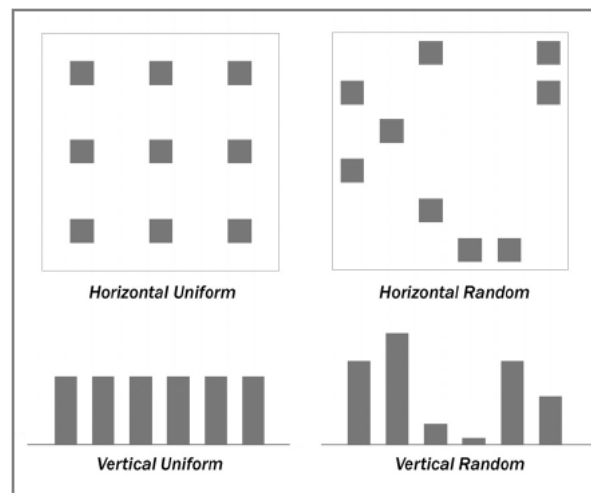 Horizontal Uniform
Horizontal Random
Vertical Uniform
Vertical Random